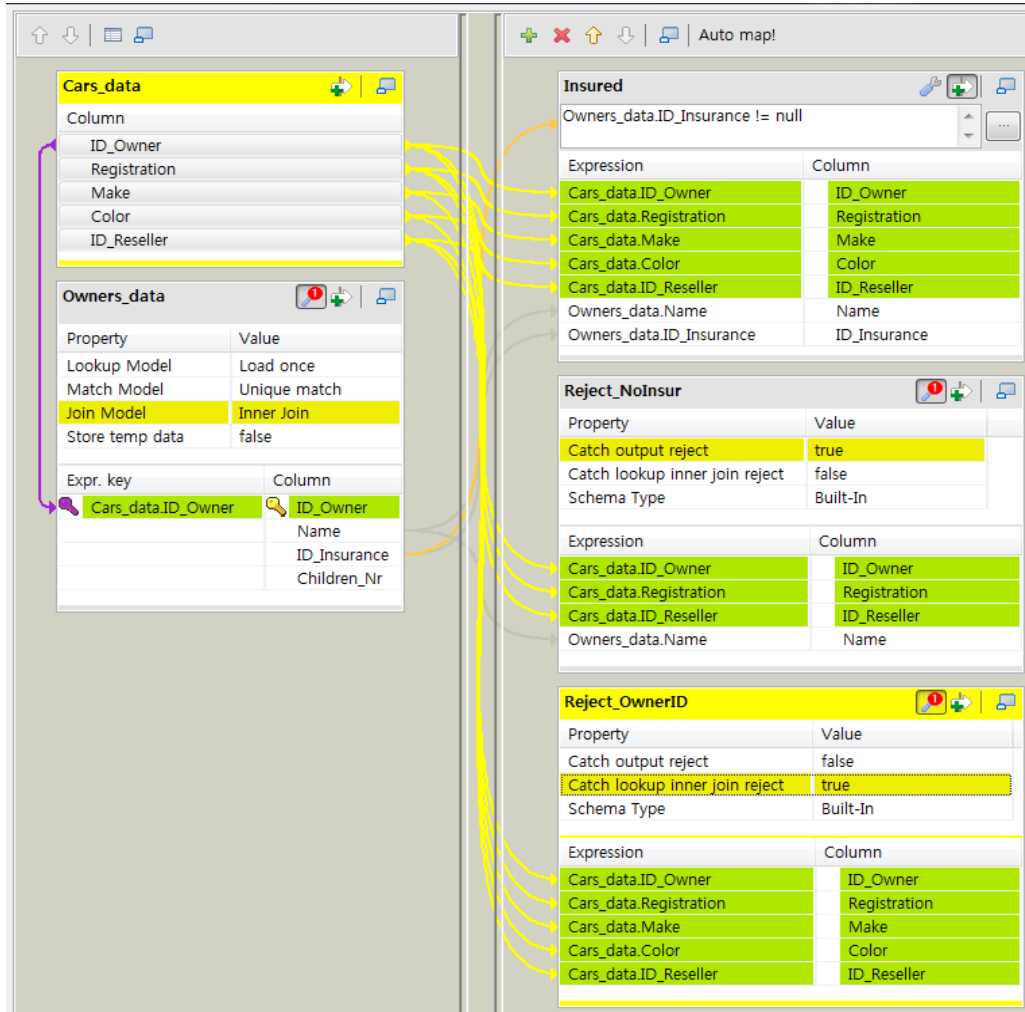 Auto map!
Cars_data
Column
ID_Owner
Registration
Make
Color
ID_Reseller
Owners_data
Property Value
Lookup Model Load once
Match Model Unique match
Join Model Inner Join
Store temp data false
Expr. key Column
Cars_data.ID_Owner ID_Owner
Name
ID_Insurance
Children_Nr
Insured
Owners_data.ID_Insurance != null
...
Expression Column
Cars_data.ID_Owner ID_Owner
Cars_data.Registration Registration
Cars_data.Make Make
Cars_data.Color Color
Cars_data.ID_Reseller ID_Reseller
Owners_data.Name Name
Owners_data.ID_Insurance ID_Insurance
Reject_NoInsur
Property Value
Catch output reject true
Catch lookup inner join reject false
Schema Type Built-In
Expression Column
Cars_data.ID_Owner ID_Owner
Cars_data.Registration Registration
Cars_data.ID_Reseller ID_Reseller
Owners_data.Name Name
Reject_OwnerID
Property Value
Catch output reject false
Catch lookup inner join reject true
Schema Type Built-In
Expression Column
Cars_data.ID_Owner ID_Owner
Cars_data.Registration Registration
Cars_data.Make Make
Cars_data.Color Color
Cars_data.ID_Reseller ID_Reseller